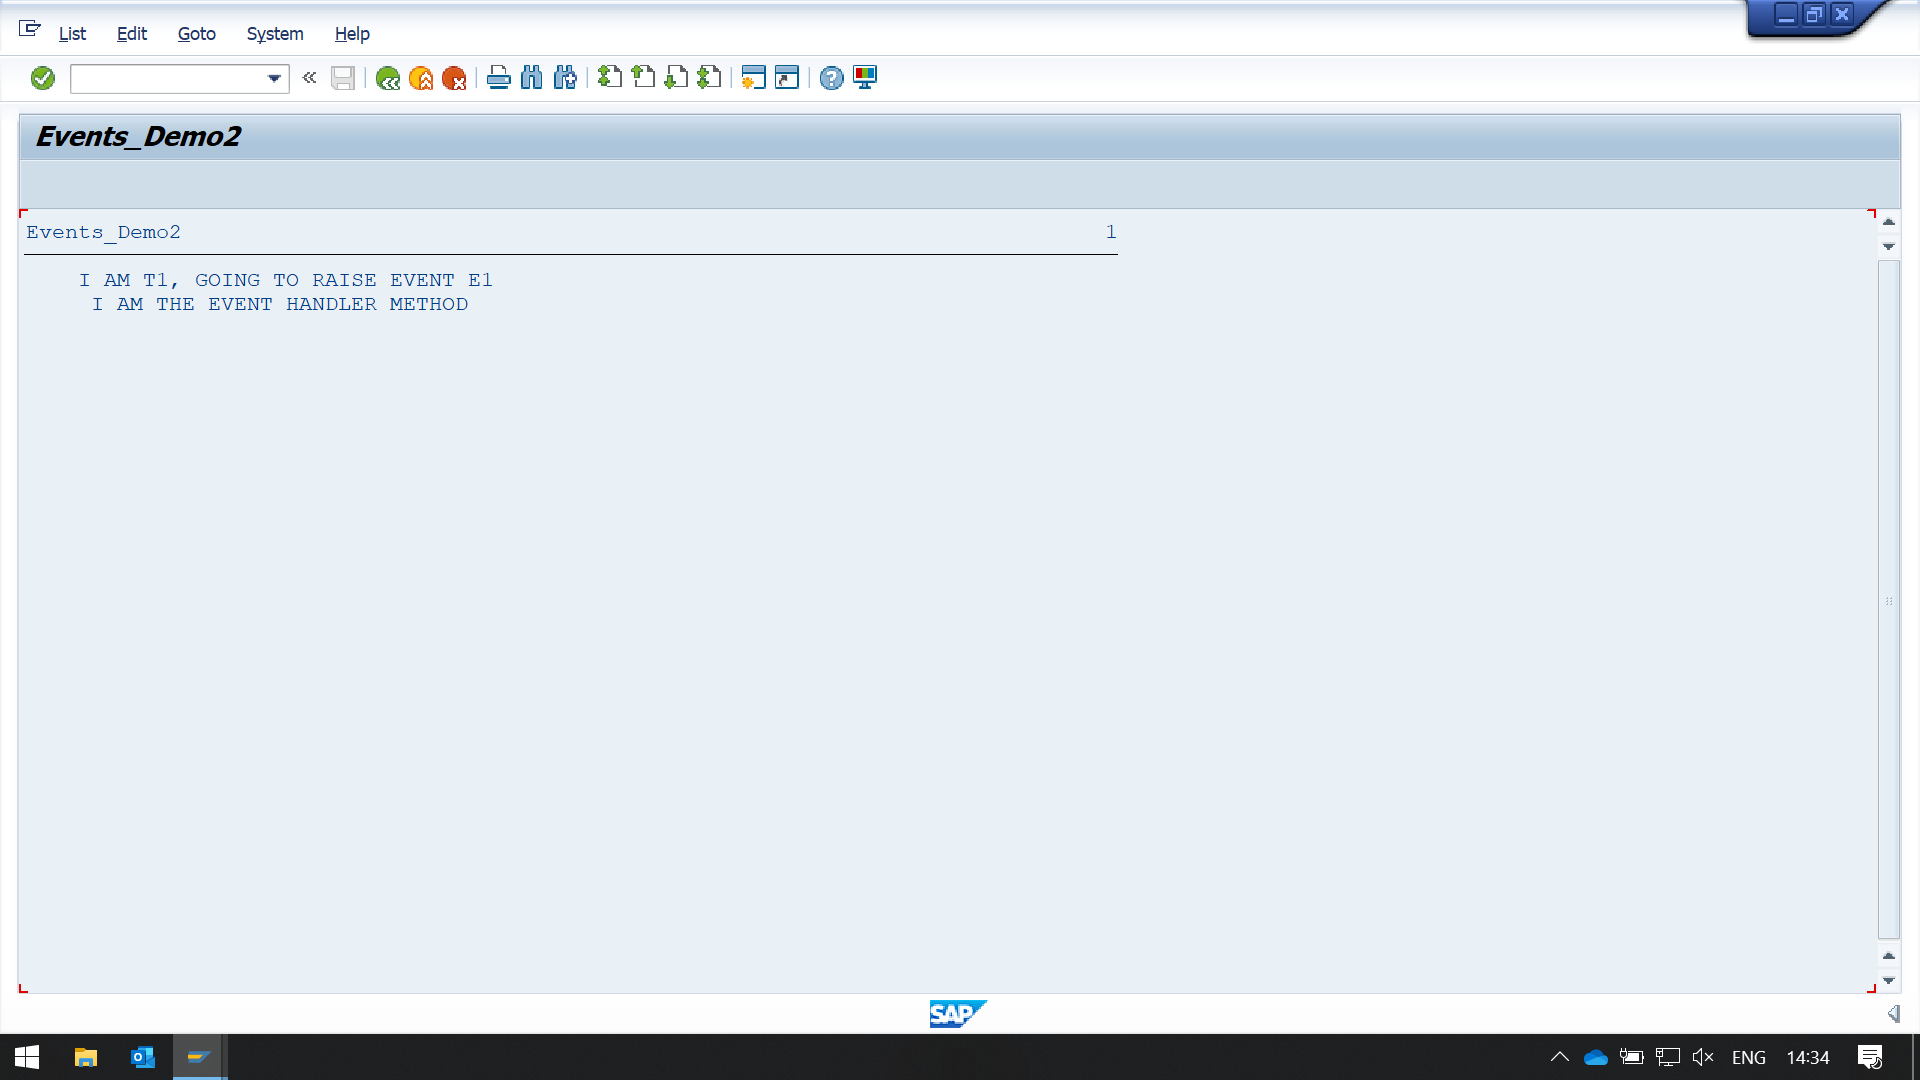 List Edit Goto System Help
Events_Demo2
Events_Demo2 1
I AM T1, GOING TO RAISE EVENT E1
I AM THE EVENT HANDLER METHOD
SAP
ENG 14:34